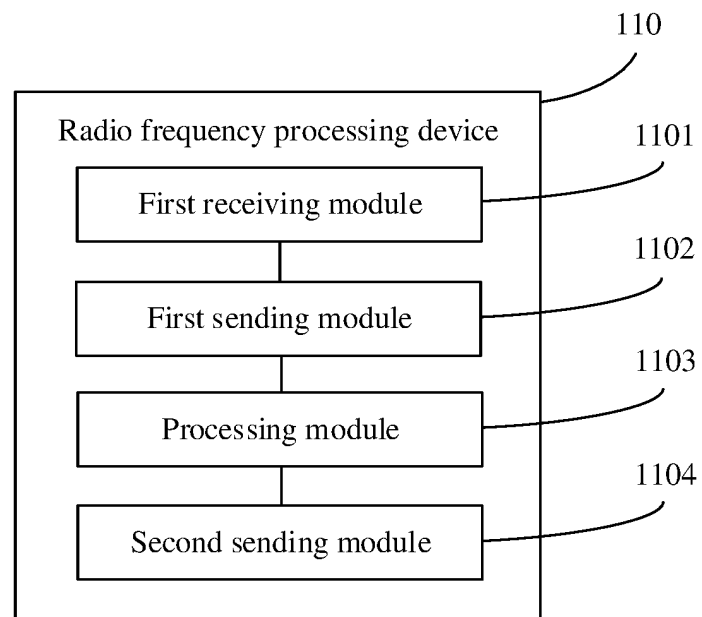 110
Radio frequency processing device
1101
First receiving module
1102
First sending module
1103
Processing module
1104
Second sending module